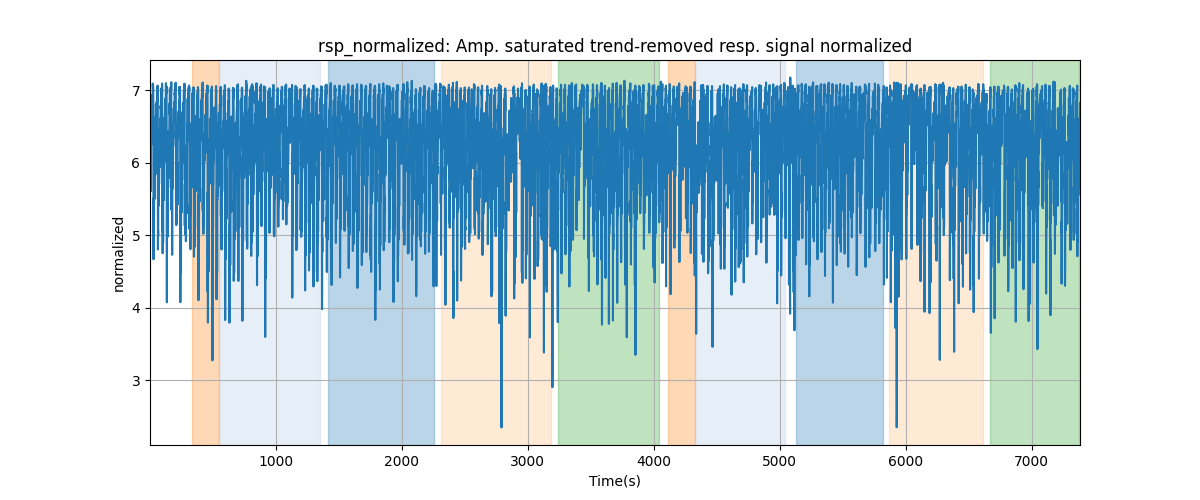 rsp_normalized: Amp. saturated trend-removed resp. signal normalized
7
6
5
4
3
normalized
1000 2000 3000 4000 5000 6000 7000
Time(s)